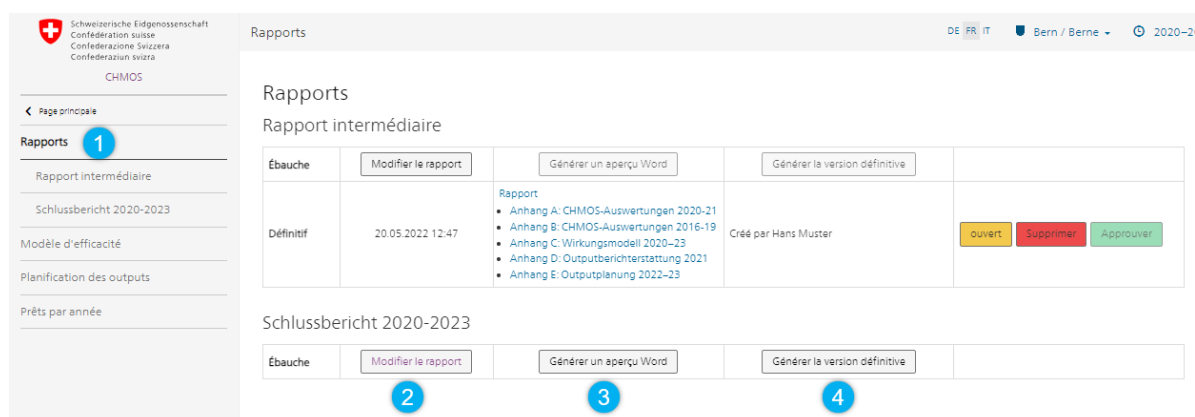 Schweizerische Eidgenossenschaft
Confédération suisse
Confederazione Svizzera
Confederaziun svizra
CHMOS
Page principale
Rapports 1
Rapport intermédiaire
Schlussbericht 2020-2023
Modèle d'efficacité
Planification des outputs
Prêts par année
Rapports DE FR IT Bern / Berne 2020–2
Rapports
Rapport intermédiaire
Ébauche Modifier le rapport Générer un aperçu Word Générer la version définitive
Rapport
Anhang A: CHMOS-Auswertungen 2020-21
Anhang B: CHMOS-Auswertungen 2016-19
Définitif 20.05.2022 12:47 Anhang C: Wirkungsmodell 2020–23 Créé par Hans Muster ouvert Supprimer Approuver
Anhang D: Outputberichterstattung 2021
Anhang E: Outputplanung 2022–23
Schlussbericht 2020-2023
Ébauche Modifier le rapport Générer un aperçu Word Générer la version définitive
2 3 4